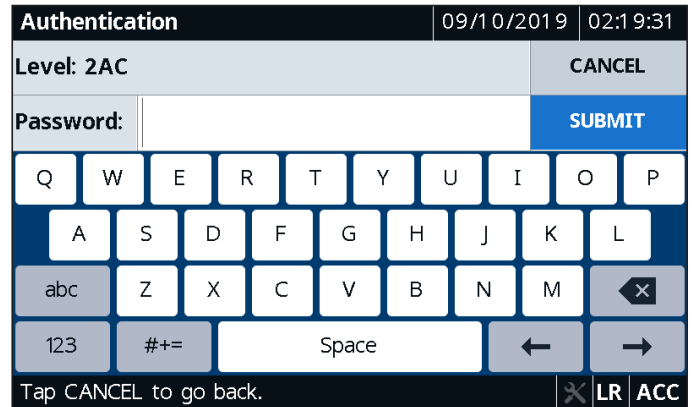 Authentication 09/10/2019 02:19:31
Level: 2AC CANCEL
Password: SUBMIT
Q W E R T Y U I O P
A S D F G H J K L
abc Z X C V B N M
123 #+= Space
Tap CANCEL to go back. LR ACC